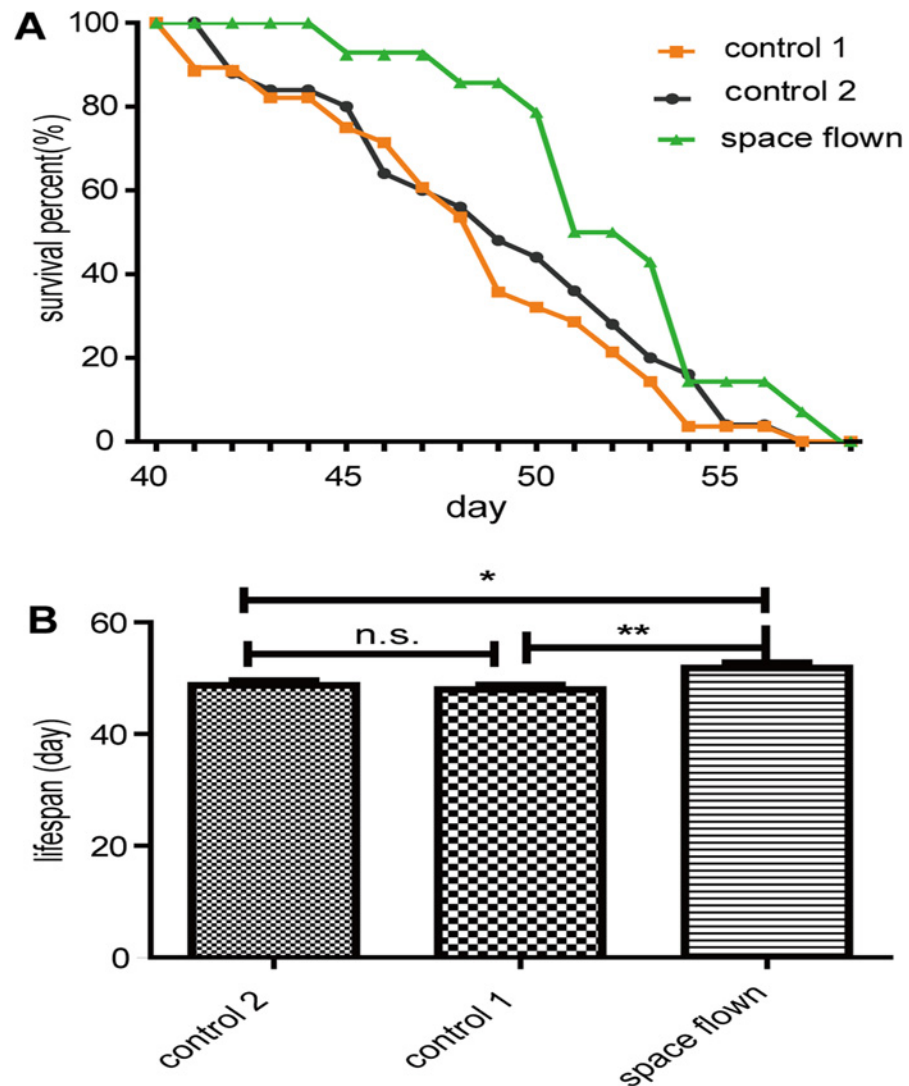 A
100
80
60
40
20
0
survival percent(%)
control 1
control 2
space flown
40 45 50 55
day
B
*
n.s.
**
60
40
20
0
lifespan (day)
control 2 control 1 space flown